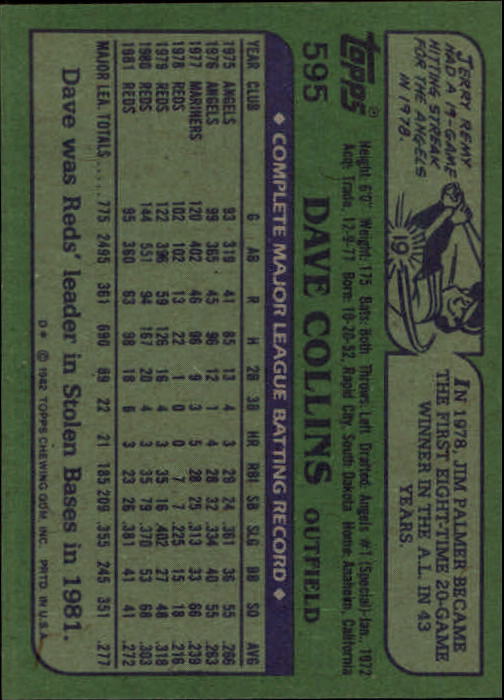 JERRY REMY
HAD A 19-GAME
HITTING STREAK
FOR THE ANGELS
IN 1978.
19
IN 1978, JIM PALMER BECAME
THE FIRST EIGHT-TIME 20-GAME
WINNER IN THE A.L. IN 43
YEARS.
topps®
595 DAVE COLLINS OUTFIELD
Height: 6'0" Weight: 175 Bats: Both Throws: Left Drafted: Angels #1 (Special)-Jan., 1972
Acq: Trade, 12-9-77 Born: 10-20-52, Rapid City, South Dakota Home: Anaheim, California
◆ COMPLETE MAJOR LEAGUE BATTING RECORD ◆
YEAR CLUB G AB R H 2B 3B HR RBI SB SLG BB SO AVG
1975 ANGELS 93 319 41 85 13 4 3 29 24 .361 36 55 .266
1976 ANGELS 99 365 45 96 12 1 4 28 32 .334 40 55 .263
1977 MARINERS 120 402 46 96 9 3 5 28 25 .313 33 66 .239
1978 REDS 102 102 13 22 1 0 0 7 7 .225 15 18 .216
1979 REDS 122 396 59 126 16 4 3 35 16 .402 27 48 .318
1980 REDS 144 551 94 167 20 4 3 35 79 .370 53 68 .303
1981 REDS 95 360 63 98 18 6 3 23 26 .381 41 41 .272
MAJOR LEA. TOTALS ..... 775 2495 361 690 89 22 21 185 209 .355 245 351 .277
Dave was Reds' leader in Stolen Bases in 1981.
D* © 1982 TOPPS CHEWING GUM INC. PRTD IN U.S.A.